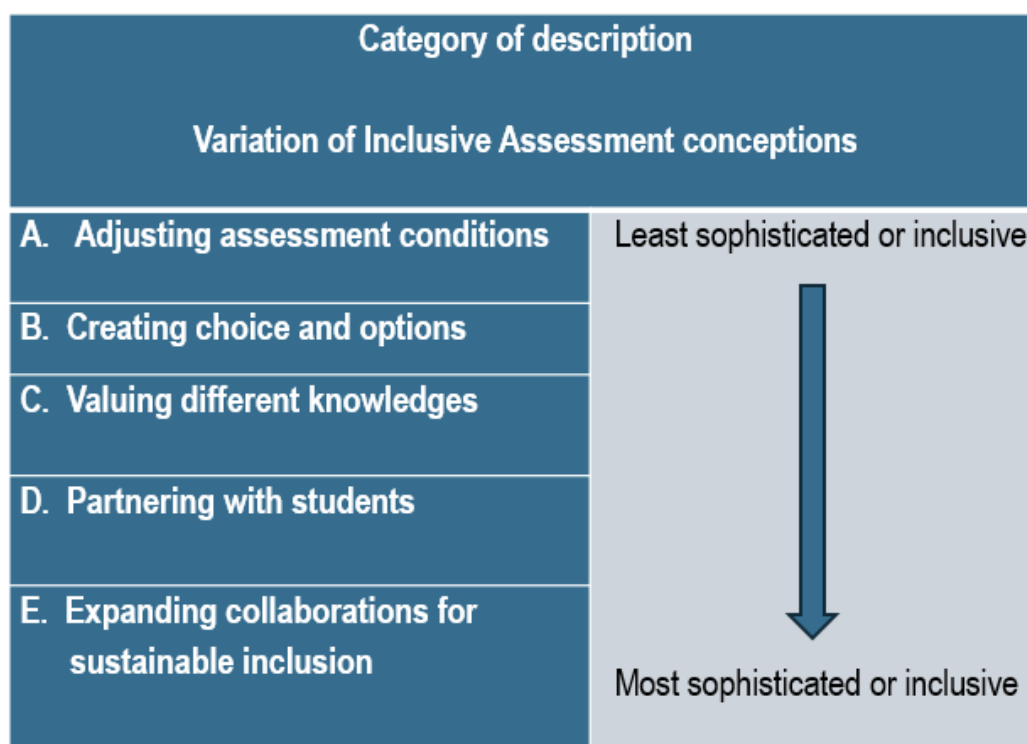 Category of description
Variation of Inclusive Assessment conceptions
A. Adjusting assessment conditions
Least sophisticated or inclusive
B. Creating choice and options
C. Valuing different knowledges
D. Partnering with students
E. Expanding collaborations for
sustainable inclusion
Most sophisticated or inclusive